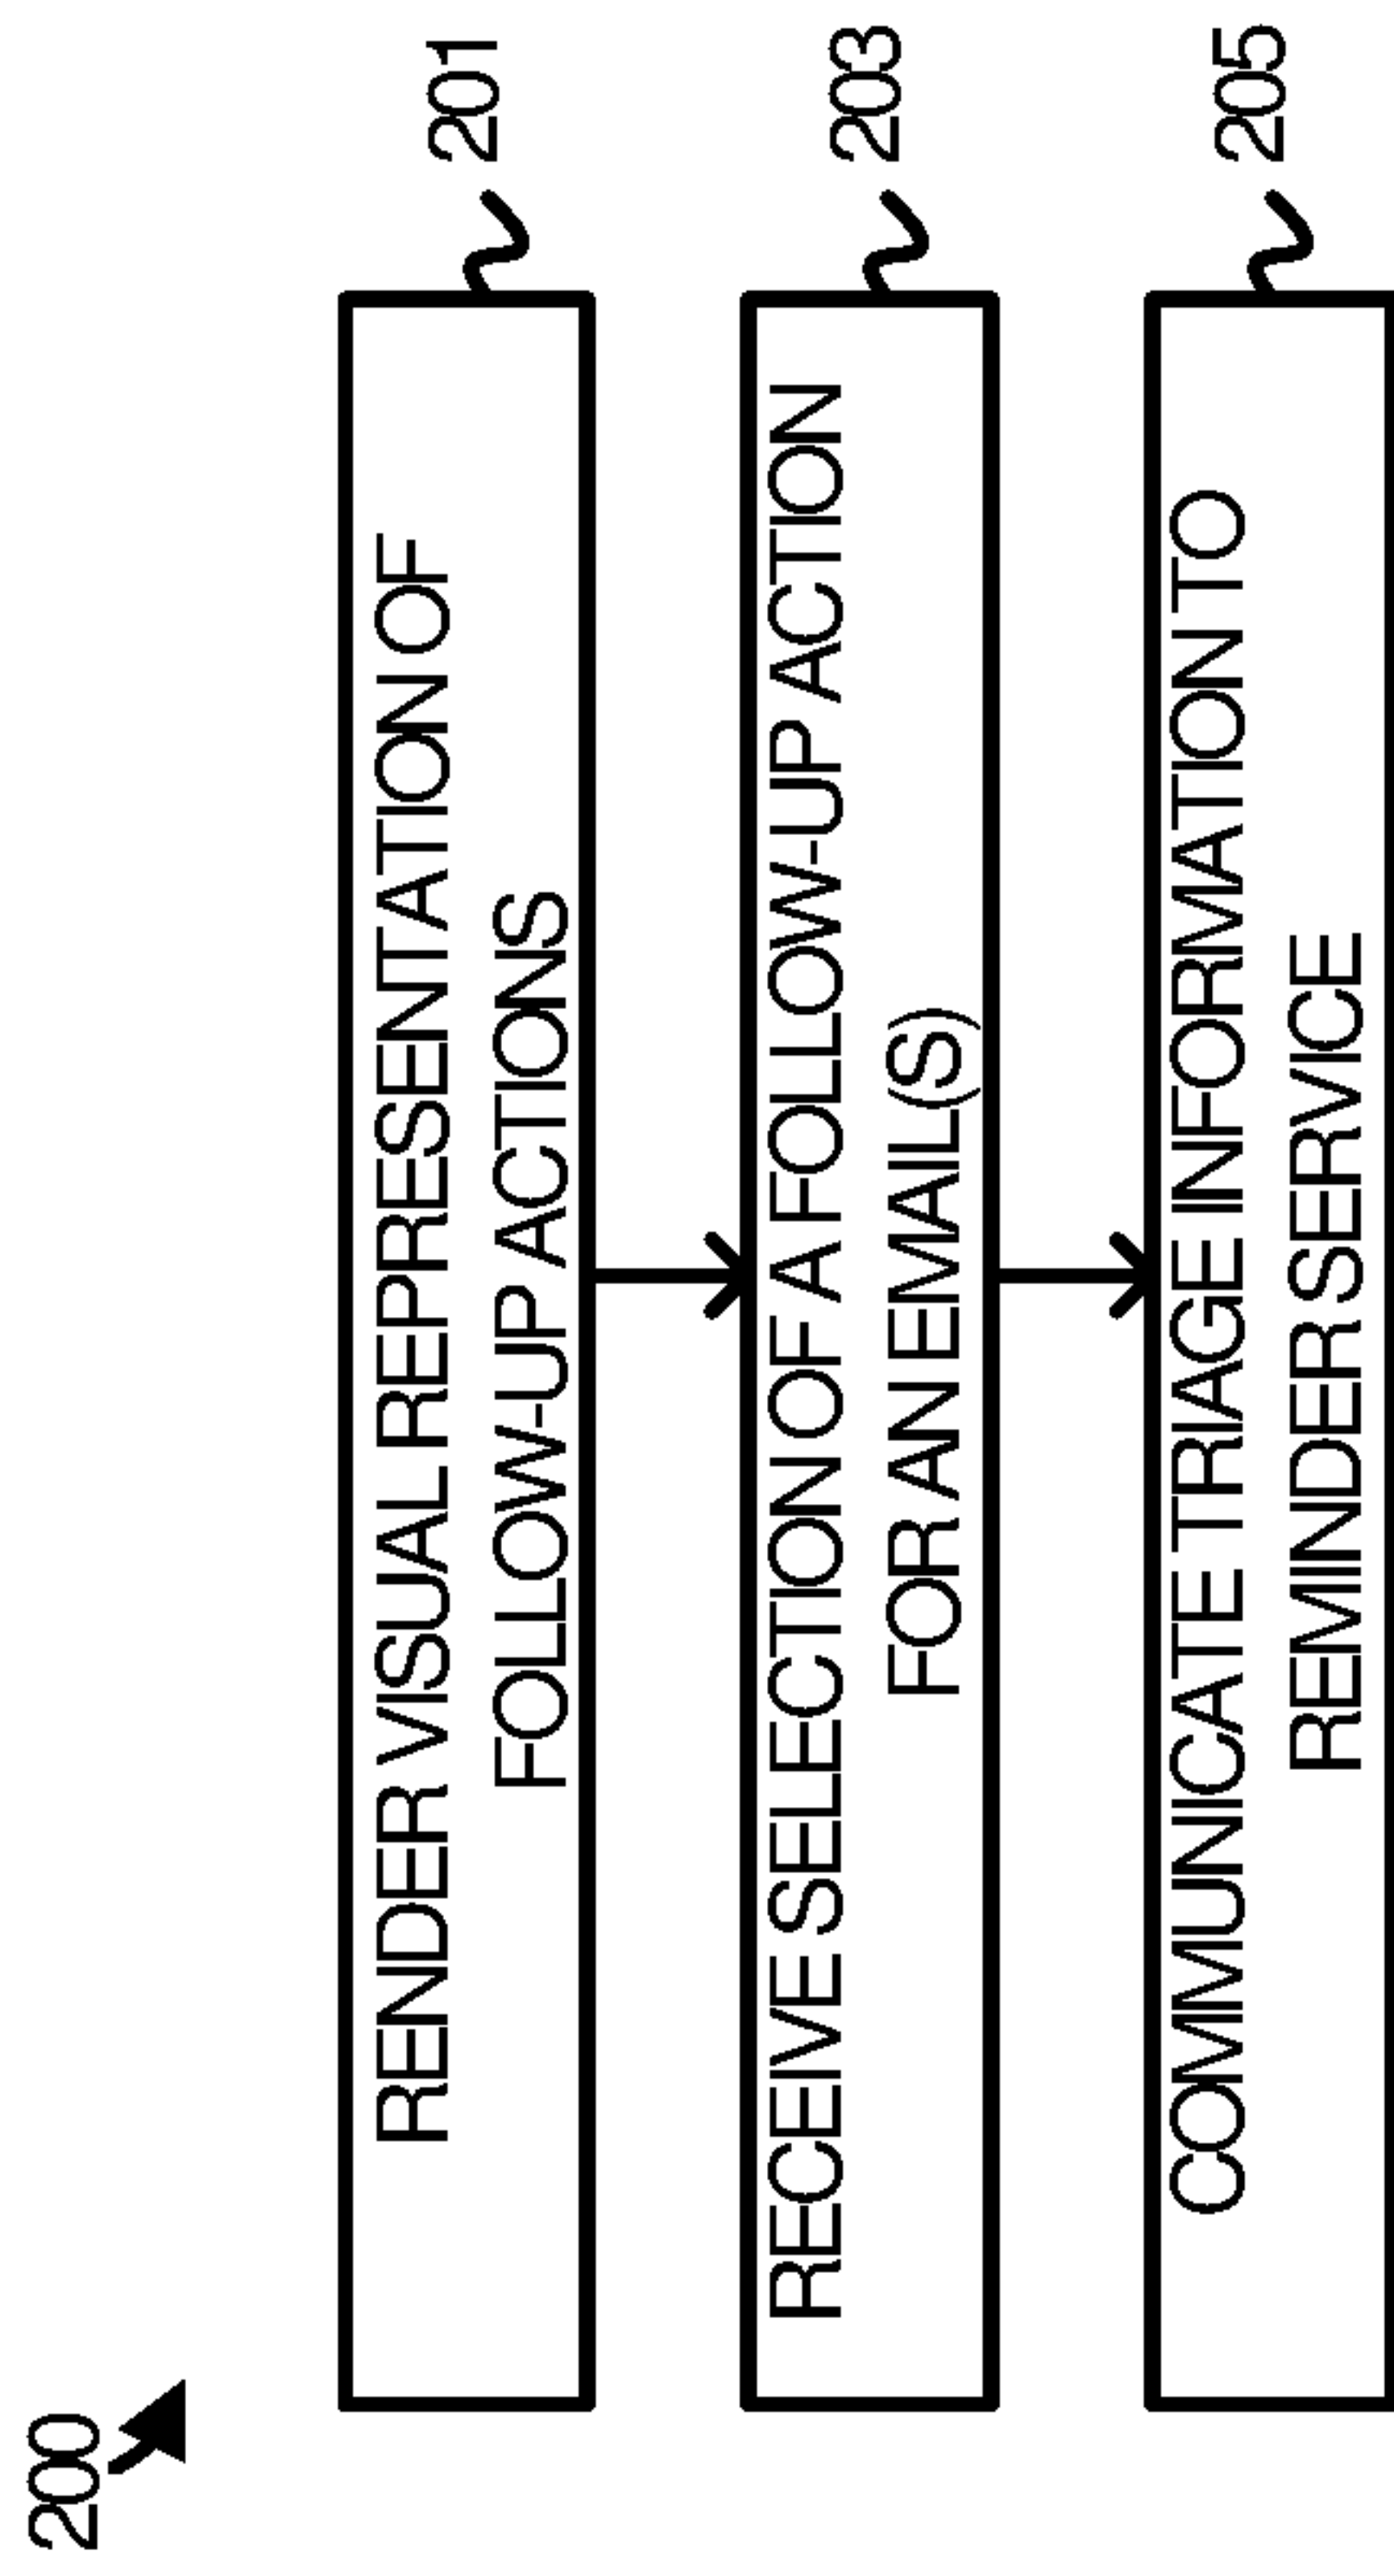 200
RENDER VISUAL REPRESENTATION OF
FOLLOW-UP ACTIONS
201
RECEIVE SELECTION OF A FOLLOW-UP ACTION
FOR AN EMAIL(S)
203
COMMUNICATE TRIAGE INFORMATION TO
REMINDER SERVICE
205